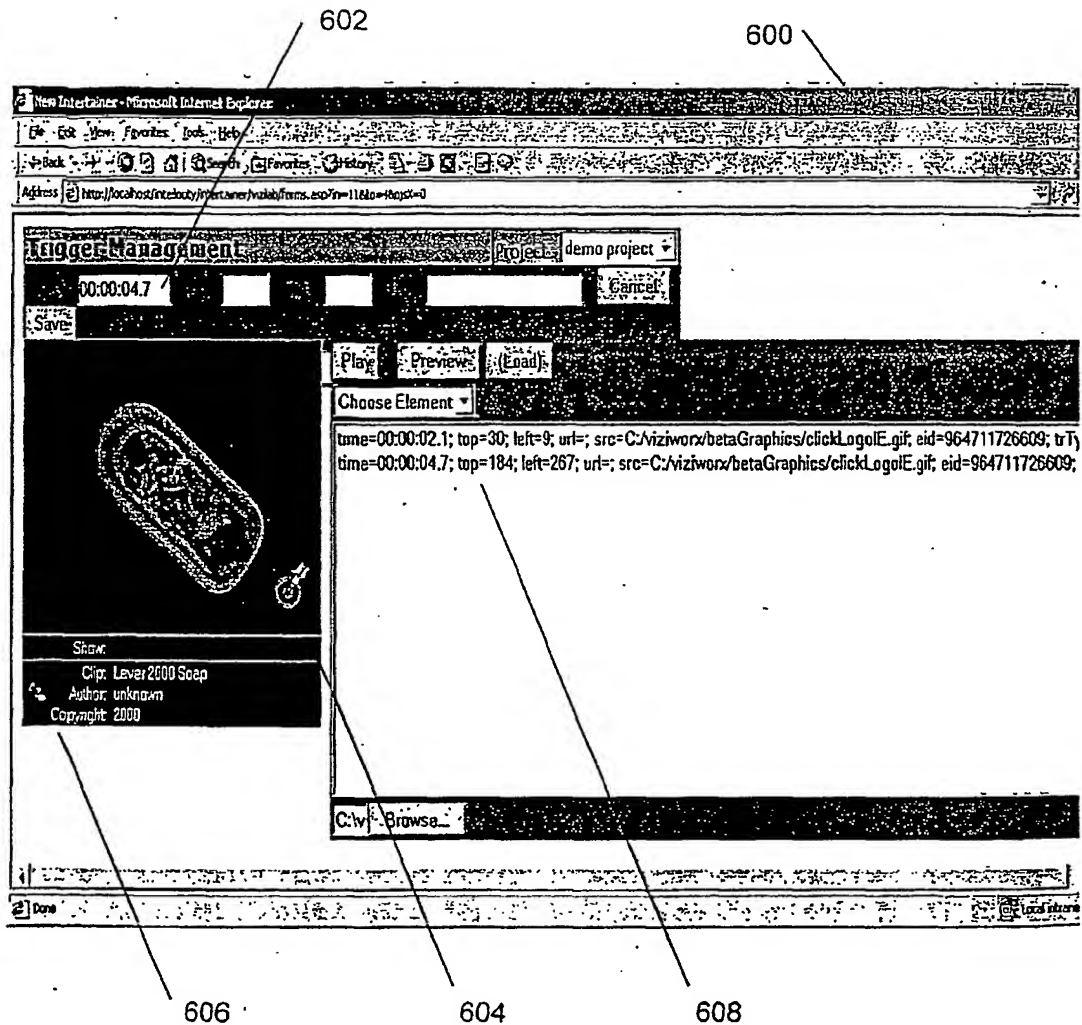 602
600
New Intertainer - Microsoft Internet Explorer
File Edit View Favorites Tools Help
Back Search Favorites History
Address
Trigger Management Project: demo project
00:00:04.7 Cancel
Save
Play Preview (Load)
Choose Element
time=00:00:02.1; top=30; left=9; url=; src=C:/viziworx/betaGraphics/clickLogoIE.gif; eid=964711726609; trTy
time=00:00:04.7; top=184; left=267; url=; src=C:/viziworx/betaGraphics/clickLogoIE.gif; eid=964711726609;
Show:
Clip: Lever 2000 Soap
Author: unknown
Copyright: 2000
C:\v Browse...
Done Local intrane
606 604 608